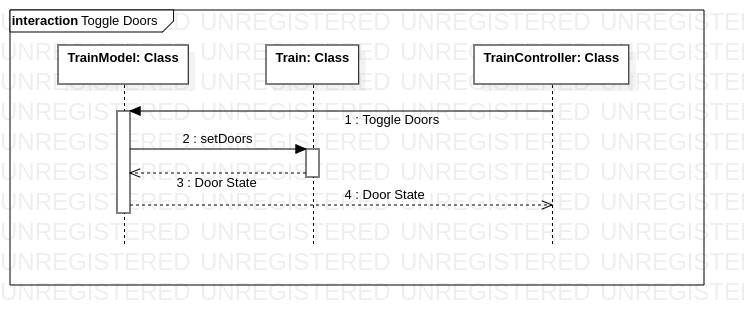 interaction Toggle Doors
TrainModel: Class
Train: Class
TrainController: Class
1 : Toggle Doors
2 : setDoors
3 : Door State
4 : Door State
UNREGISTERED UNREGISTERED UNREGISTERED UNREGISTERED
UNREGISTERED UNREGISTERED UNREGISTERED UNREGISTERED
UNREGISTERED UNREGISTERED UNREGISTERED UNREGISTERED
UNREGISTERED UNREGISTERED UNREGISTERED UNREGISTERED
UNREGISTERED UNREGISTERED UNREGISTERED UNREGISTERED
UNREGISTERED UNREGISTERED UNREGISTERED UNREGISTERED
UNREGISTERED UNREGISTERED UNREGISTERED UNREGISTERED
UNREGISTERED UNREGISTERED UNREGISTERED UNREGISTERED
UNREGISTERED UNREGISTERED UNREGISTERED UNREGISTERED
UNREGISTERED UNREGISTERED UNREGISTERED UNREGISTERED